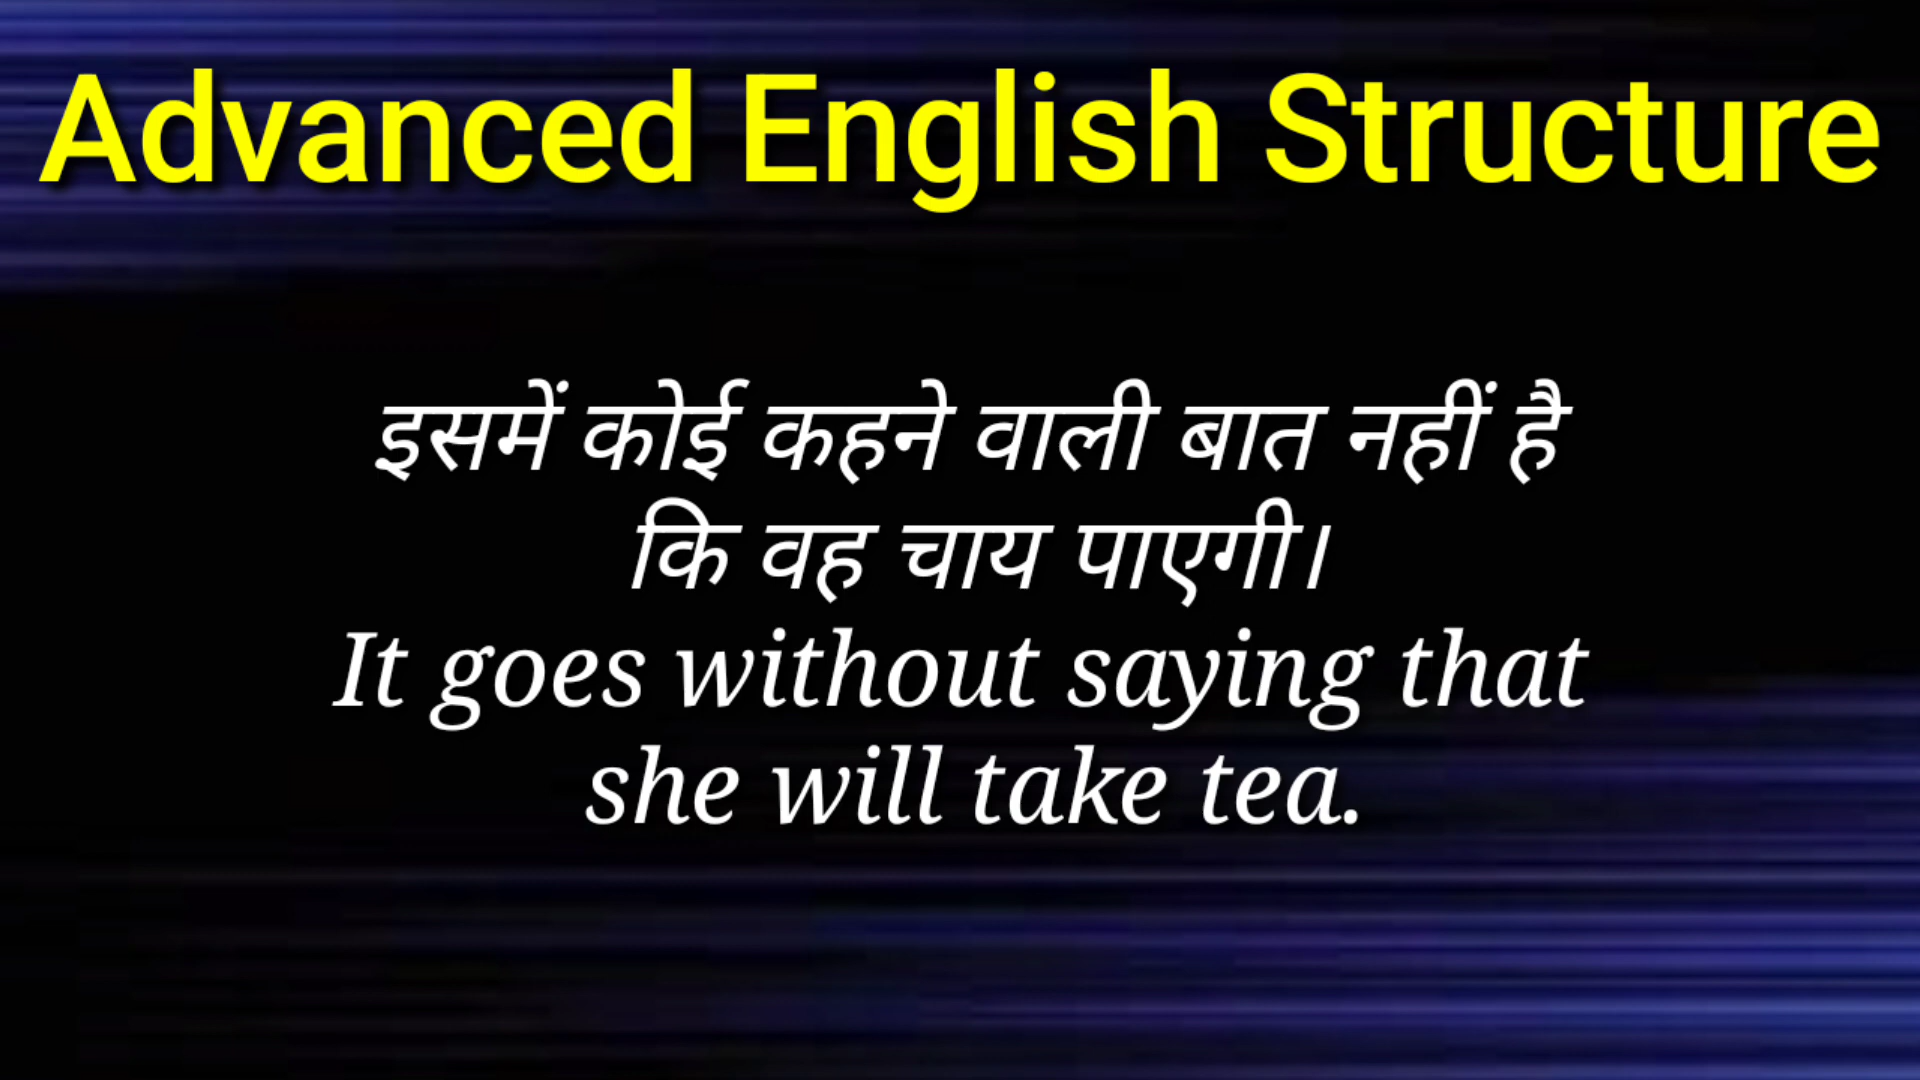 Advanced English Structure
इसमें कोई कहने वाली बात नहीं है
कि वह चाय पाएगी।
It goes without saying that
she will take tea.